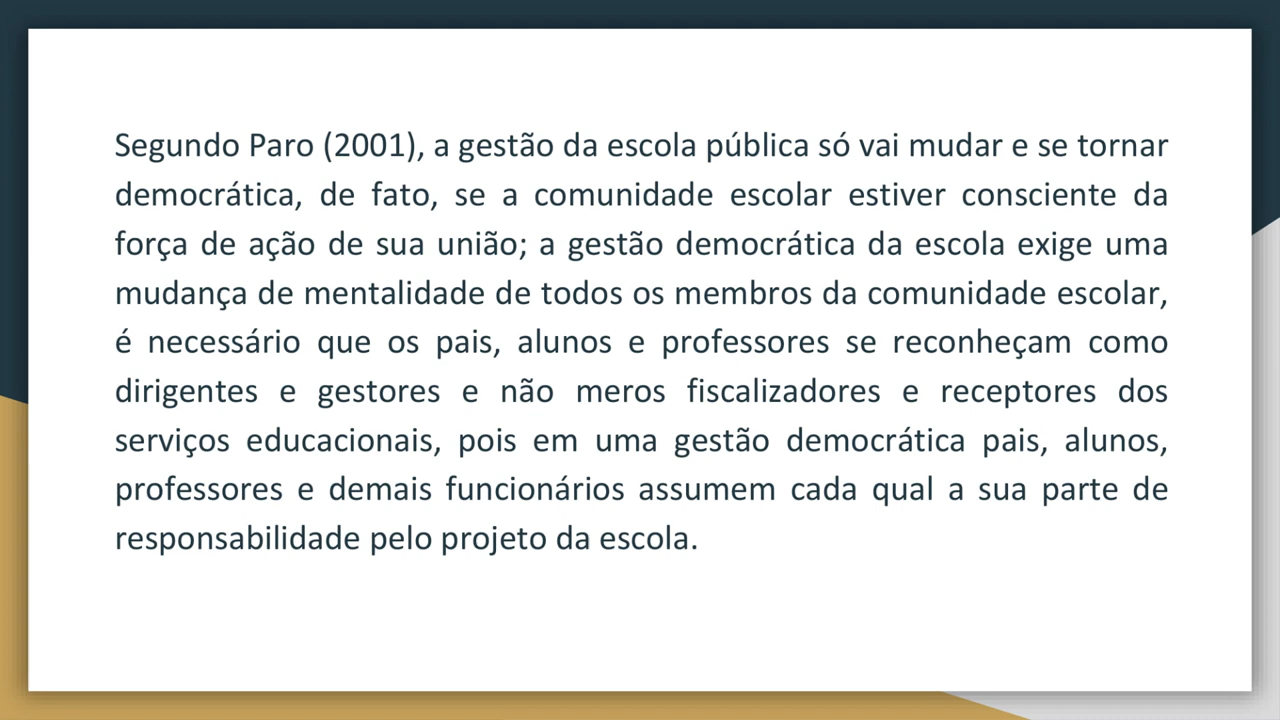 Segundo Paro (2001), a gestão da escola pública só vai mudar e se tornar
democrática, de fato, se a comunidade escolar estiver consciente da
força de ação de sua união; a gestão democrática da escola exige uma
mudança de mentalidade de todos os membros da comunidade escolar,
é necessário que os pais, alunos e professores se reconheçam como
dirigentes e gestores e não meros fiscalizadores e receptores dos
serviços educacionais, pois em uma gestão democrática pais, alunos,
professores e demais funcionários assumem cada qual a sua parte de
responsabilidade pelo projeto da escola.